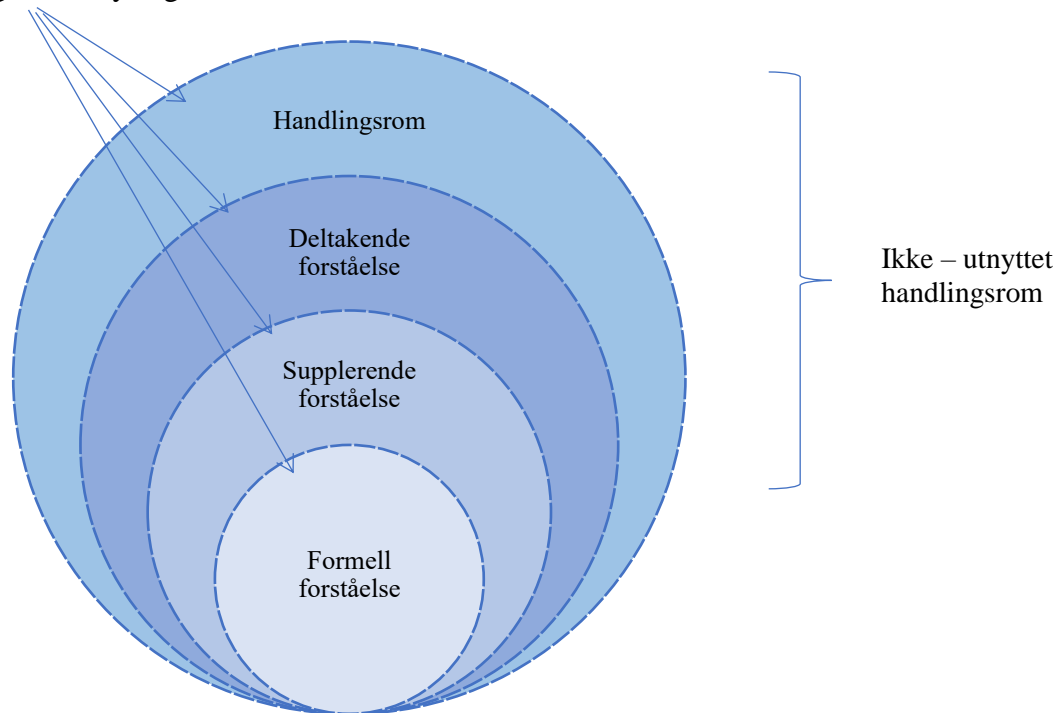 Handlingsrom
Deltakende
forståelse
Ikke – utnyttet
handlingsrom
Supplerende
forståelse
Formell
forståelse